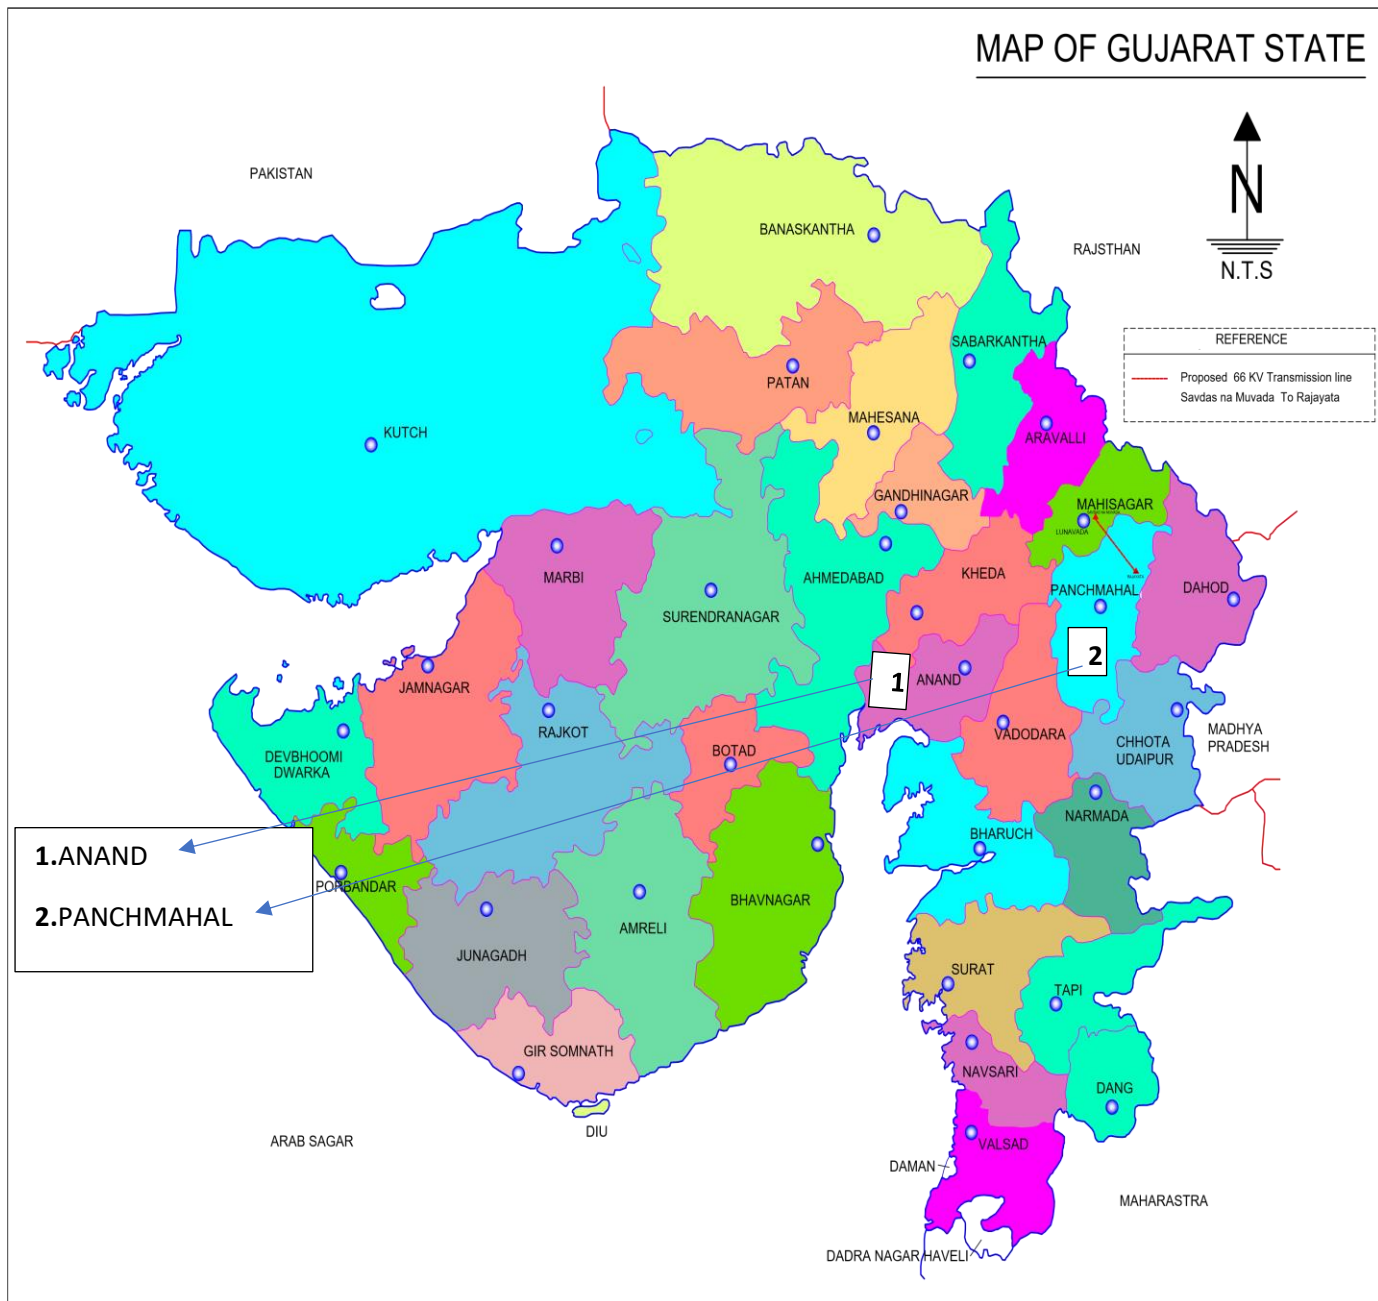 MAP OF GUJARAT STATE
N
N.T.S
PAKISTAN
BANASKANTHA
RAJSTHAN
REFERENCE
Proposed 66 KV Transmission line
Savdas na Muvada To Rajayata
SABARKANTHA
PATAN
MAHESANA
KUTCH
ARAVALLI
GANDHINAGAR
MAHISAGAR
LUNAVADA
MARBI
AHMEDABAD
KHEDA
PANCHMAHAL
DAHOD
SURENDRANAGAR
2
1
ANAND
JAMNAGAR
RAJKOT
VADODARA
MADHYA
PRADESH
CHHOTA
UDAIPUR
BOTAD
DEVBHOOMI
DWARKA
NARMADA
BHARUCH
1.ANAND
PORBANDAR
2.PANCHMAHAL
BHAVNAGAR
AMRELI
JUNAGADH
SURAT
TAPI
GIR SOMNATH
NAVSARI
DANG
DIU
ARAB SAGAR
VALSAD
DAMAN
MAHARASTRA
DADRA NAGAR HAVELI